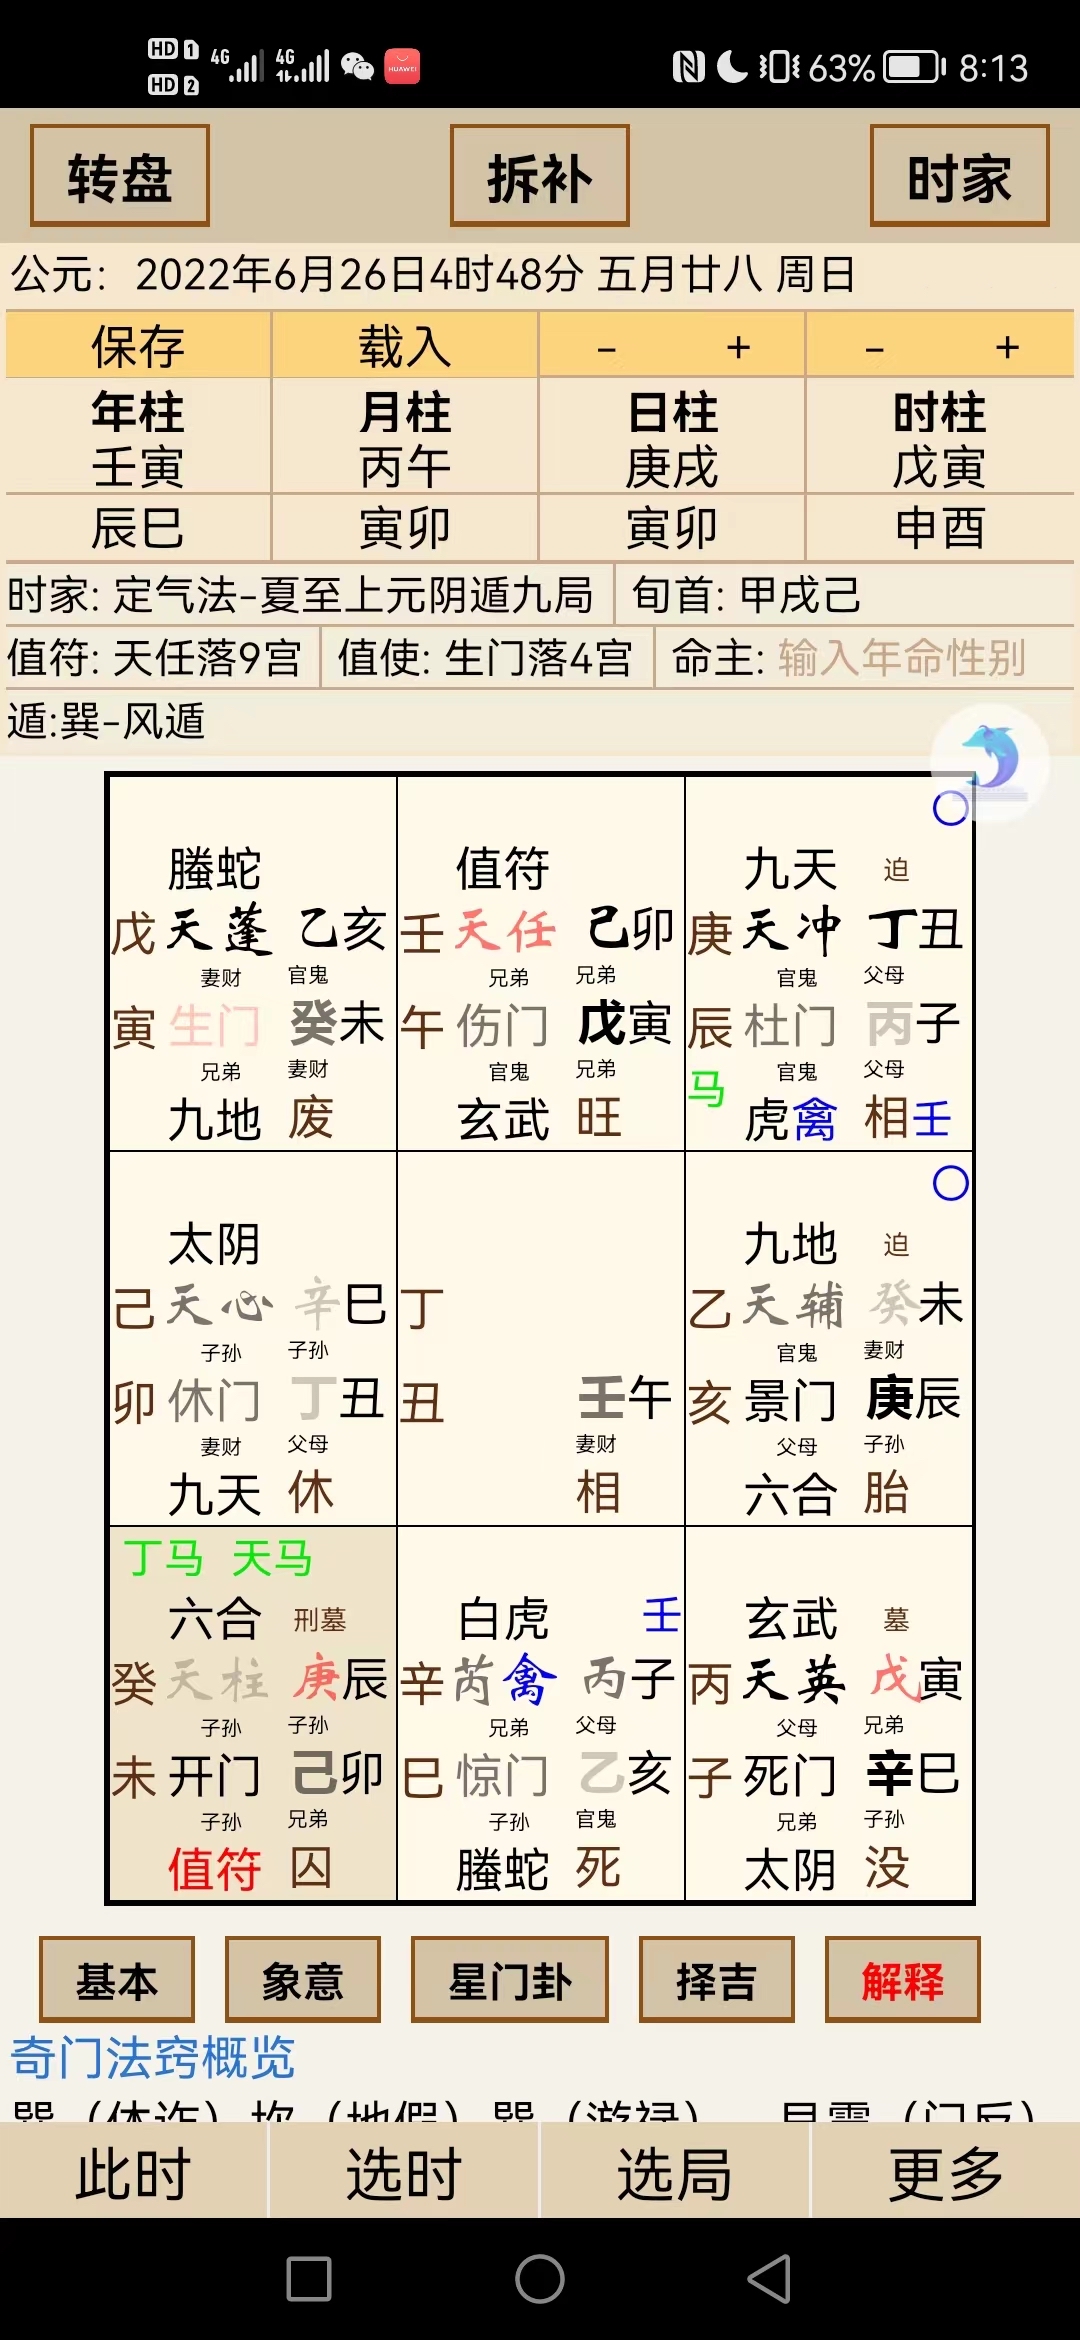 HD 1 4G 4G HUAWEI 63% 8:13
HD 2
转盘 拆补 时家
公元：2022年6月26日4时48分 五月廿八 周日
保存 载入 - + - +
年柱 月柱 日柱 时柱
壬寅 丙午 庚戌 戊寅
辰巳 寅卯 寅卯 申酉
时家: 定气法-夏至上元阴遁九局 旬首: 甲戌己
值符: 天任落9宫 值使: 生门落4宫 命主: 输入年命性别
遁:巽-风遁
螣蛇 值符 九天 迫
戊 天蓬 乙亥 壬 天任 己卯 庚 天冲 丁丑
妻财 官鬼 兄弟 兄弟 官鬼 父母
寅 生门 癸未 午 伤门 戊寅 辰 杜门 丙子
兄弟 妻财 官鬼 兄弟 马 官鬼 父母
九地 废 玄武 旺 虎禽 相壬
太阴 九地 迫
己 天心 辛巳 丁 乙 天辅 癸未
子孙 子孙 官鬼 妻财
卯 休门 丁丑 丑 壬午 亥 景门 庚辰
妻财 父母 妻财 父母 子孙
九天 休 相 六合 胎
丁马 天马
六合 刑墓 白虎 壬 玄武 墓
癸 天柱 庚辰 辛 芮禽 丙子 丙 天英 戊寅
子孙 子孙 兄弟 父母 父母 兄弟
未 开门 己卯 巳 惊门 乙亥 子 死门 辛巳
子孙 兄弟 子孙 官鬼 兄弟 子孙
值符 囚 螣蛇 死 太阴 没
基本 象意 星门卦 择吉 解释
奇门法窍概览
此时 选时 选局 更多